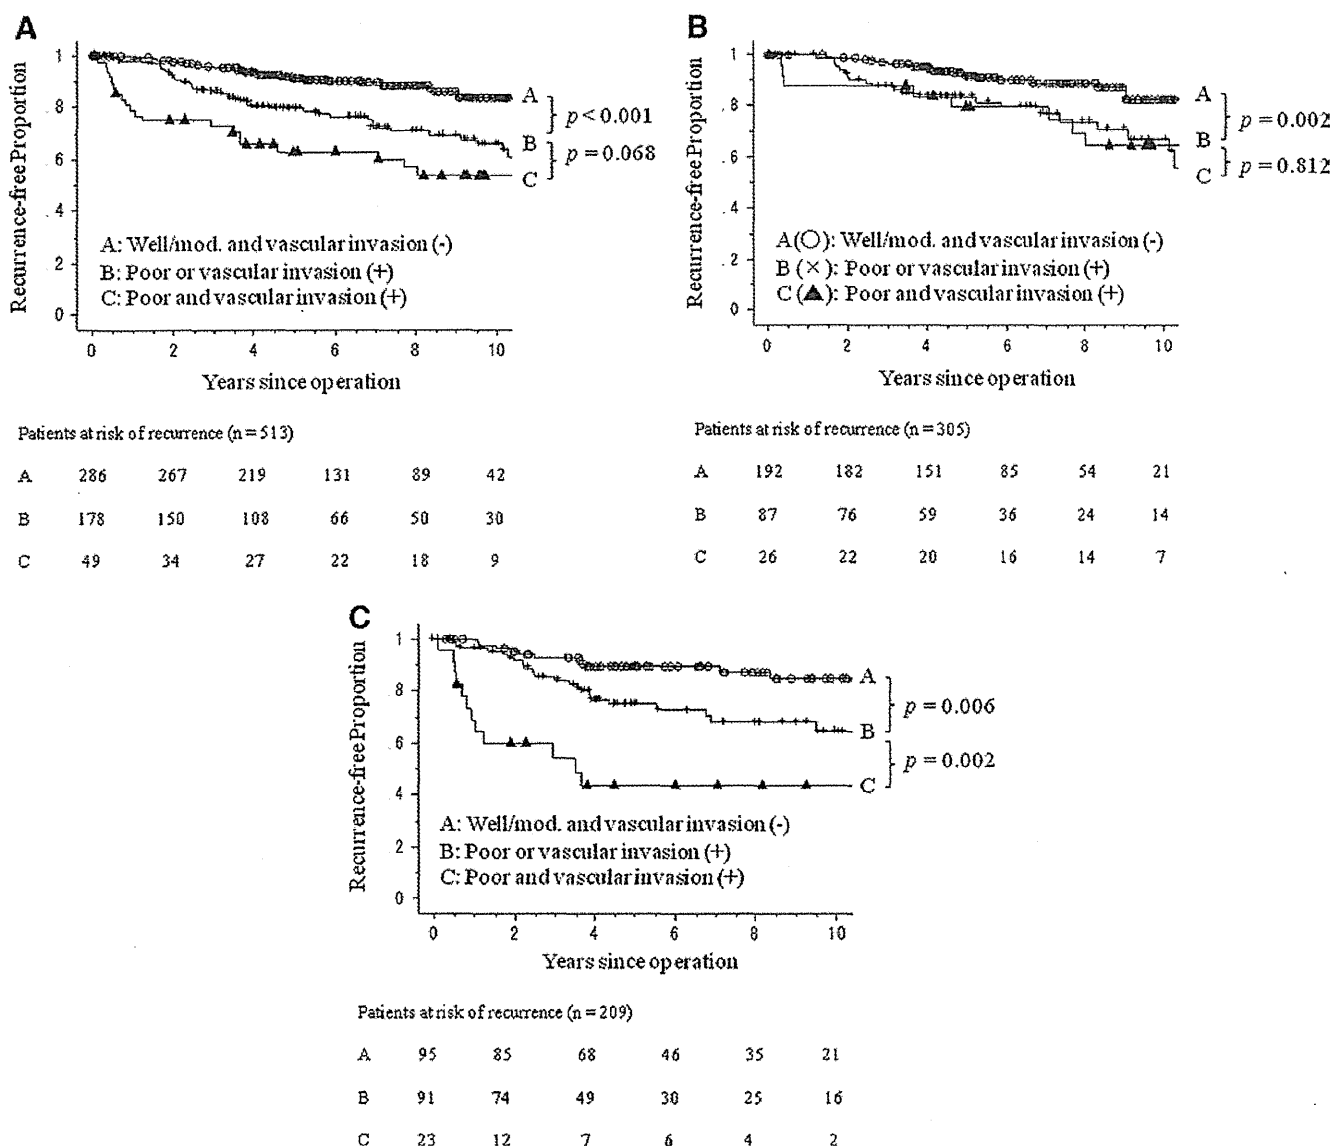 A
Recurrence-free Proportion
1
.8
.6
.4
.2
0
A
B
C
p < 0.001
p = 0.068
A: Well/mod. and vascular invasion (-)
B: Poor or vascular invasion (+)
C: Poor and vascular invasion (+)
0 2 4 6 8 10
Years since operation
Patients at risk of recurrence (n = 513)
A 286 267 219 131 89 42
B 178 150 108 66 50 30
C 49 34 27 22 18 9
B
Recurrence-free Proportion
1
.8
.6
.4
.2
0
A
B
C
p = 0.002
p = 0.812
A (○): Well/mod. and vascular invasion (-)
B (×): Poor or vascular invasion (+)
C (▲): Poor and vascular invasion (+)
0 2 4 6 8 10
Years since operation
Patients at risk of recurrence (n = 305)
A 192 182 151 85 54 21
B 87 76 59 36 24 14
C 26 22 20 16 14 7
C
Recurrence-free Proportion
1
.8
.6
.4
.2
0
A
B
C
p = 0.006
p = 0.002
A: Well/mod. and vascular invasion (-)
B: Poor or vascular invasion (+)
C: Poor and vascular invasion (+)
0 2 4 6 8 10
Years since operation
Patients at risk of recurrence (n = 209)
A 95 85 68 46 35 21
B 91 74 49 30 25 16
C 23 12 7 6 4 2